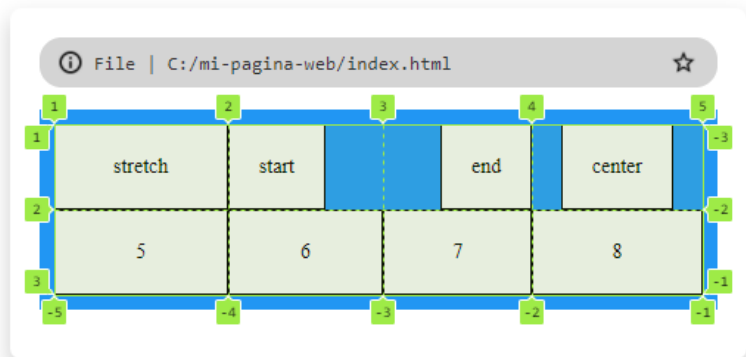 File | C:/mi-pagina-web/index.html
1 2 3 4 5
1 -3
stretch start end center
2 -2
5 6 7 8
3 -1
-5 -4 -3 -2 -1